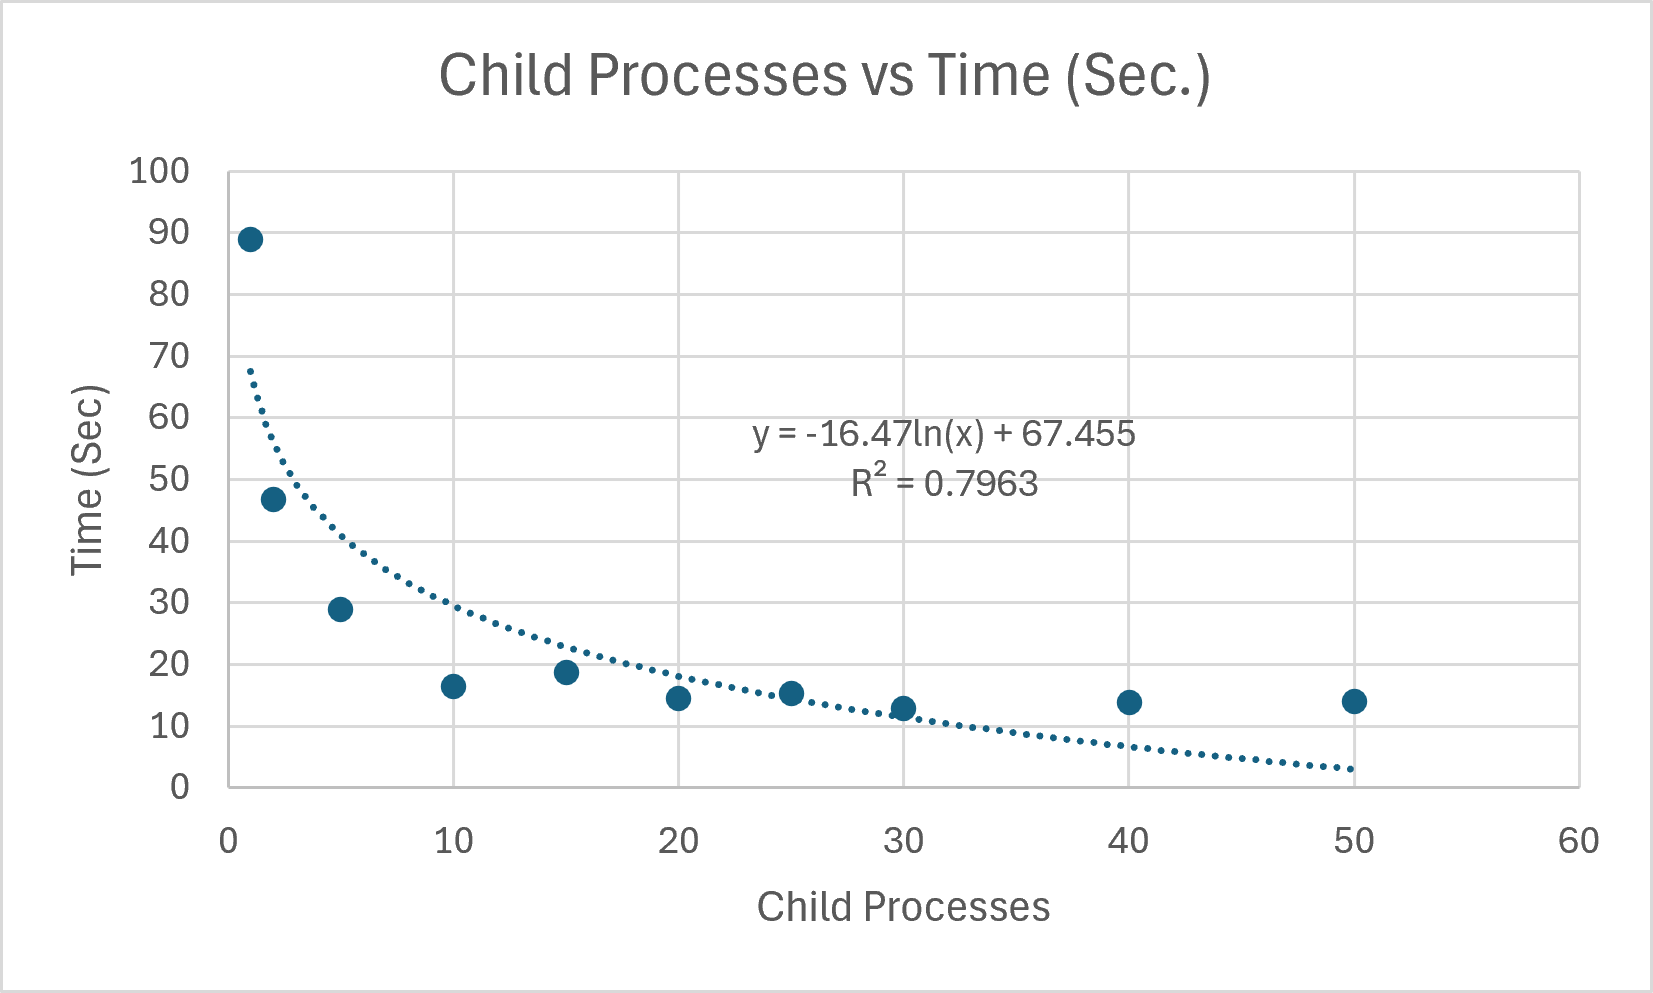 Child Processes vs Time (Sec.)
100
90
80
70
60
50
40
30
20
10
0
Time (Sec)
y = -16.47ln(x) + 67.455
R² = 0.7963
0 10 20 30 40 50 60
Child Processes